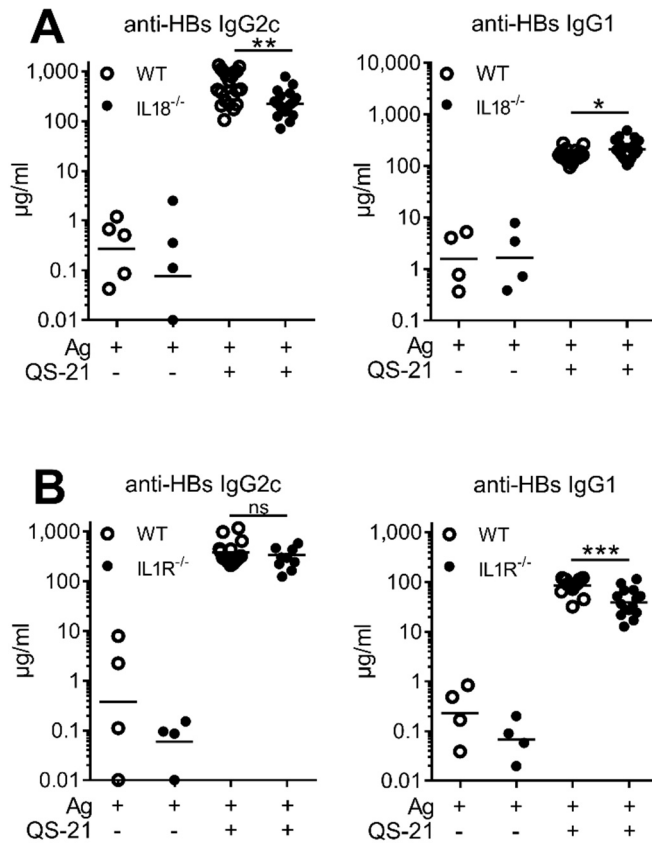 A
anti-HBs IgG2c
1,000
100
10
1
0.1
0.01
µg/ml
WT
IL18-/-
**
Ag + + + +
QS-21 - - + +
anti-HBs IgG1
10,000
1,000
100
10
1
0.1
µg/ml
WT
IL18-/-
*
Ag + + + +
QS-21 - - + +
B
anti-HBs IgG2c
1,000
100
10
1
0.1
0.01
µg/ml
WT
IL1R-/-
ns
Ag + + + +
QS-21 - - + +
anti-HBs IgG1
1,000
100
10
1
0.1
0.01
µg/ml
WT
IL1R-/-
***
Ag + + + +
QS-21 - - + +